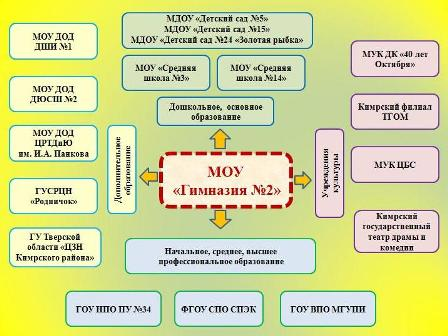 МДОУ «Детский сад №5»
МДОУ «Детский сад №15»
МДОУ «Детский сад №24 «Золотая рыбка»
МОУ ДОД
ДШИ №1
МОУ «Средняя
школа №3»
МОУ «Средняя
школа №14»
МУК ДК «40 лет
Октября»
МОУ ДОД
ДЮСШ №2
Дошкольное, основное
образование
Кимрский филиал
ТГОМ
МОУ ДОД
ЦРТДиЮ
им. И.А. Панкова
Дополнительное
образование
МОУ
«Гимназия №2»
Учреждения
культуры
МУК ЦБС
ГУСРЦН
«Родничок»
Кимрский
государственный
театр драмы и
комедии
ГУ Тверской
области «ЦЗН
Кимрского района»
Начальное, среднее, высшее
профессиональное образование
ГОУ НПО ПУ №34
ФГОУ СПО СПЭК
ГОУ ВПО МГУПИ